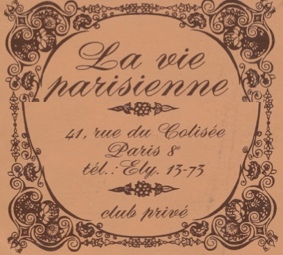 La vie
parisienne
41, rue du Colisée
Paris 8e
tél.: Ely. 13-73
club privé